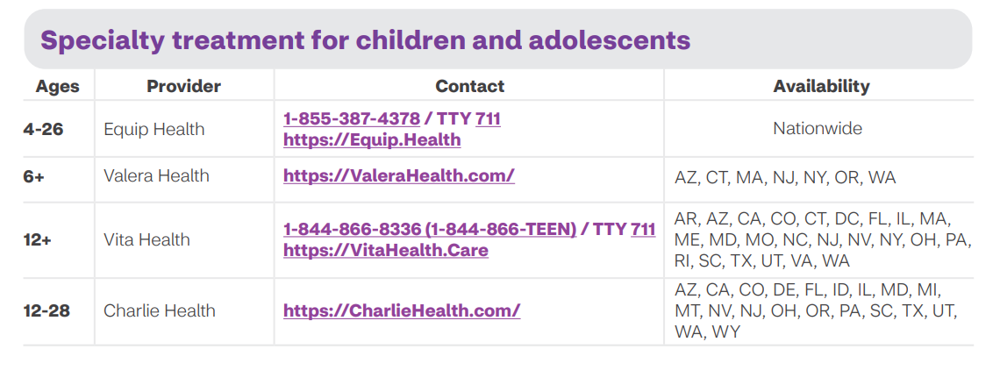 Specialty treatment for children and adolescents
Ages Provider Contact Availability
4-26 Equip Health 1-855-387-4378 / TTY 711
https://Equip.Health
Nationwide
6+ Valera Health https://ValeraHealth.com/ AZ, CT, MA, NJ, NY, OR, WA
12+ Vita Health 1-844-866-8336 (1-844-866-TEEN) / TTY 711
https://VitaHealth.Care
AR, AZ, CA, CO, CT, DC, FL, IL, MA,
ME, MD, MO, NC, NJ, NV, NY, OH, PA,
RI, SC, TX, UT, VA, WA
12-28 Charlie Health https://CharlieHealth.com/
AZ, CA, CO, DE, FL, ID, IL, MD, MI,
MT, NV, NJ, OH, OR, PA, SC, TX, UT,
WA, WY